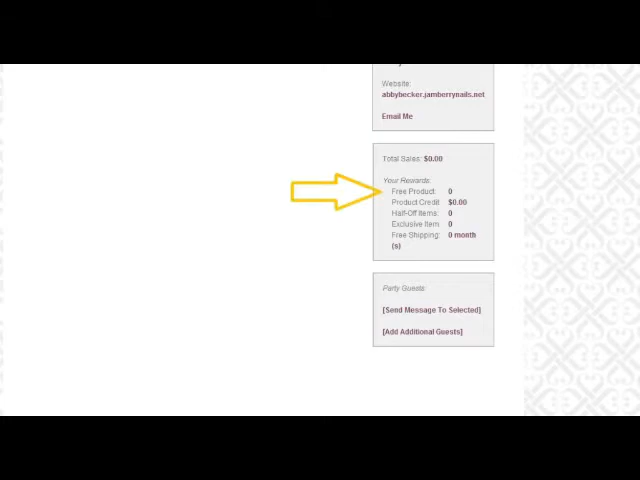 Website:
abbybecker.jamberrynails.net
Email Me
Total Sales: $0.00
Your Rewards:
Free Product: 0
Product Credit $0.00
Half-Off Items: 0
Exclusive Item 0
Free Shipping: 0 month
(s)
Party Guests:
[Send Message To Selected]
[Add Additional Guests]